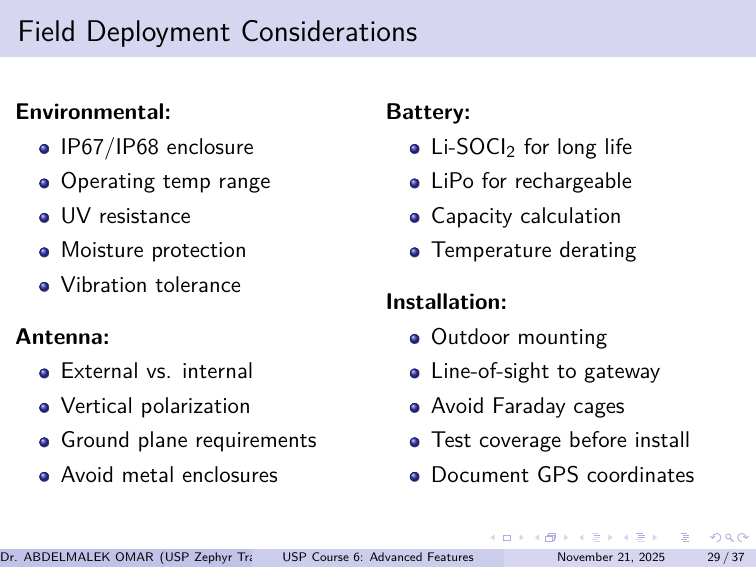 Field Deployment Considerations
Environmental:
IP67/IP68 enclosure
Operating temp range
UV resistance
Moisture protection
Vibration tolerance
Antenna:
External vs. internal
Vertical polarization
Ground plane requirements
Avoid metal enclosures
Battery:
Li-SOCl₂ for long life
LiPo for rechargeable
Capacity calculation
Temperature derating
Installation:
Outdoor mounting
Line-of-sight to gateway
Avoid Faraday cages
Test coverage before install
Document GPS coordinates
Dr. ABDELMALEK OMAR (USP Zephyr Tra
USP Course 6: Advanced Features
November 21, 2025
29 / 37